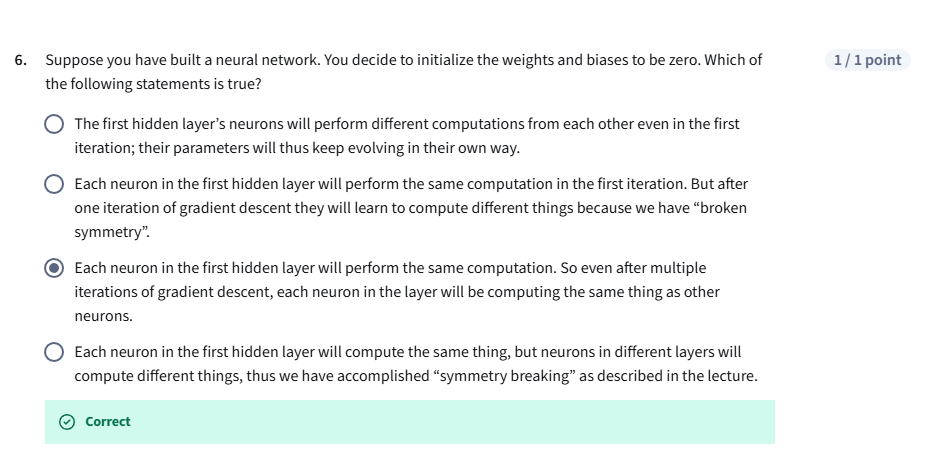 6. Suppose you have built a neural network. You decide to initialize the weights and biases to be zero. Which of
1 / 1 point
the following statements is true?
The first hidden layer’s neurons will perform different computations from each other even in the first
iteration; their parameters will thus keep evolving in their own way.
Each neuron in the first hidden layer will perform the same computation in the first iteration. But after
one iteration of gradient descent they will learn to compute different things because we have “broken
symmetry”.
Each neuron in the first hidden layer will perform the same computation. So even after multiple
iterations of gradient descent, each neuron in the layer will be computing the same thing as other
neurons.
Each neuron in the first hidden layer will compute the same thing, but neurons in different layers will
compute different things, thus we have accomplished “symmetry breaking” as described in the lecture.
Correct